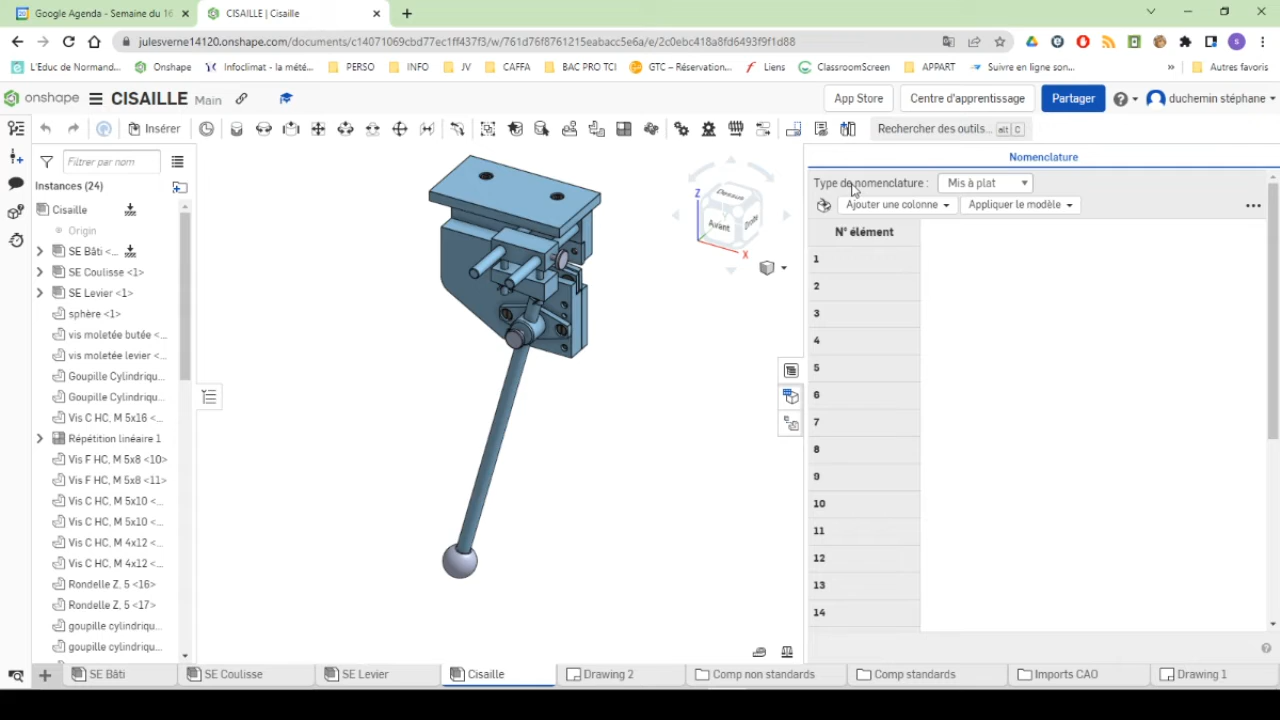 Google Agenda - Semaine du 16
CISAILLE | Cisaille
julesverne14120.onshape.com/documents/c14071069cbd77ec1ff437f3/w/761d76f8761215eabacc5e6a/e/2c0ebc418a8fd6493f9f1d88
L'Educ de Normand...
Onshape
Infoclimat - la mété...
PERSO
INFO
JV
CAFFA
BAC PRO TCI
GTC – Réservation...
Liens
ClassroomScreen
APPART
Suivre en ligne son...
»
Autres favoris
onshape
CISAILLE
Main
App Store
Centre d'apprentissage
Partager
duchemin stéphane
Insérer
Rechercher des outils...
alt C
Filtrer par nom
Instances (24)
Cisaille
Origin
SE Bâti <...
SE Coulisse <1>
SE Levier <1>
sphère <1>
vis moletée butée <...
vis moletée levier <...
Goupille Cylindriqu...
Goupille Cylindriqu...
Vis C HC, M 5x16 <...
Répétition linéaire 1
Vis F HC, M 5x8 <10>
Vis F HC, M 5x8 <11>
Vis C HC, M 5x10 <...
Vis C HC, M 5x10 <...
Vis C HC, M 4x12 <...
Vis C HC, M 4x12 <...
Rondelle Z, 5 <16>
Rondelle Z, 5 <17>
goupille cylindriqu...
goupille cylindriqu...
Z
Dessus
Avant
Droite
X
Nomenclature
Type de nomenclature :
Mis à plat
Ajouter une colonne
Appliquer le modèle
N° élément
1
2
3
4
5
6
7
8
9
10
11
12
13
14
SE Bâti
SE Coulisse
SE Levier
Cisaille
Drawing 2
Comp non standards
Comp standards
Imports CAO
Drawing 1